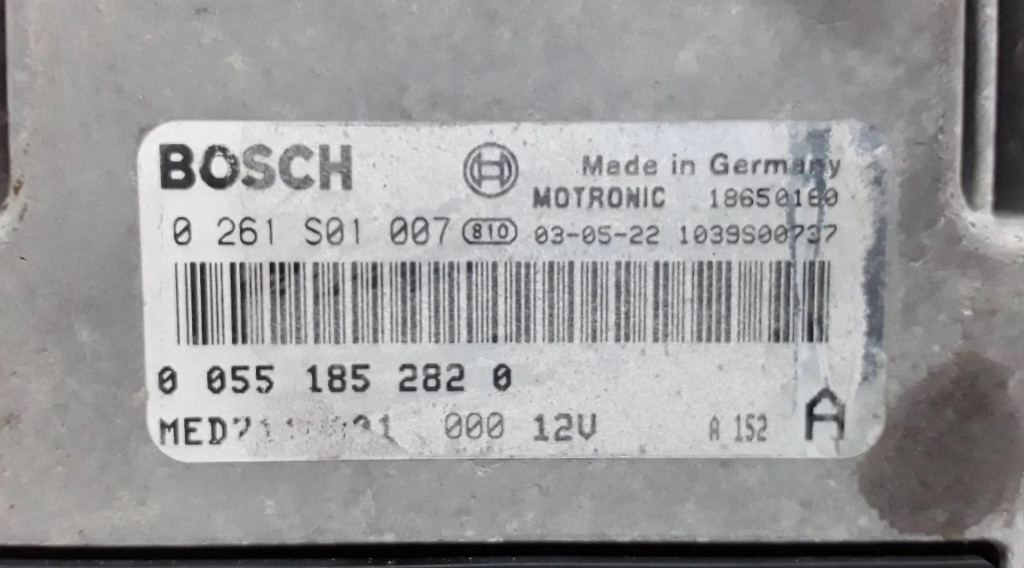 BOSCH
Made in Germany
MOTRONIC 18650160
0 261 S01 007 810 03-05-22 1039S00737
0 055 185 282 0
000 12V A 152 A